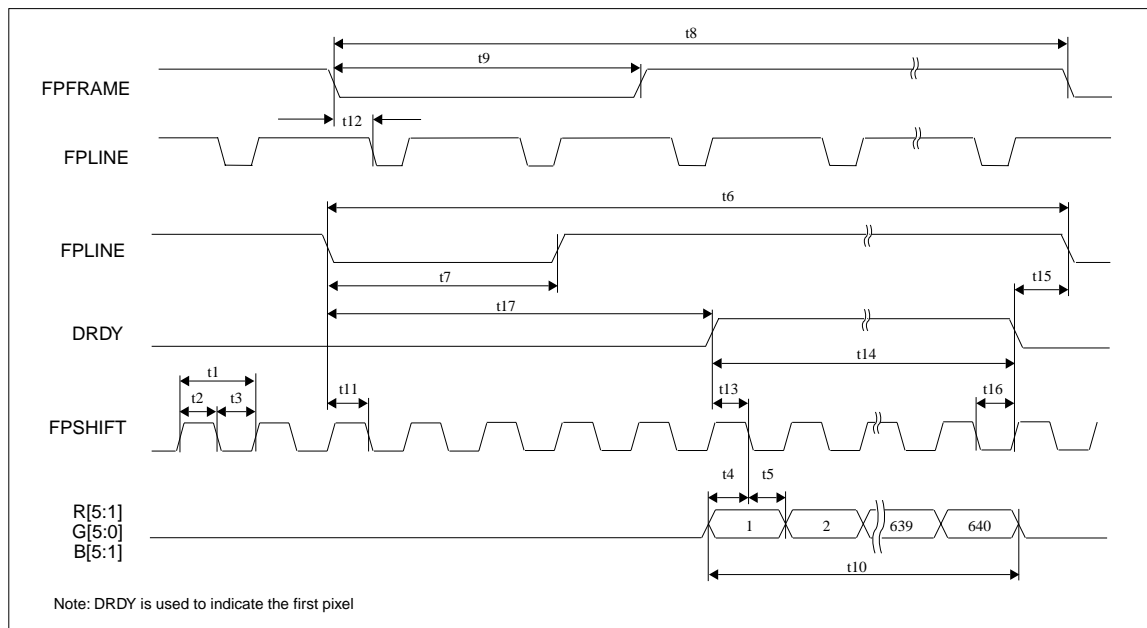 t8
t9
FPFRAME
t12
FPLINE
t6
FPLINE
t7
t15
t17
DRDY
t14
t1
t2 t3 t11 t13 t16
FPSHIFT
t4 t5
R[5:1]
G[5:0]
B[5:1]
1 2 639 640
t10
Note: DRDY is used to indicate the first pixel